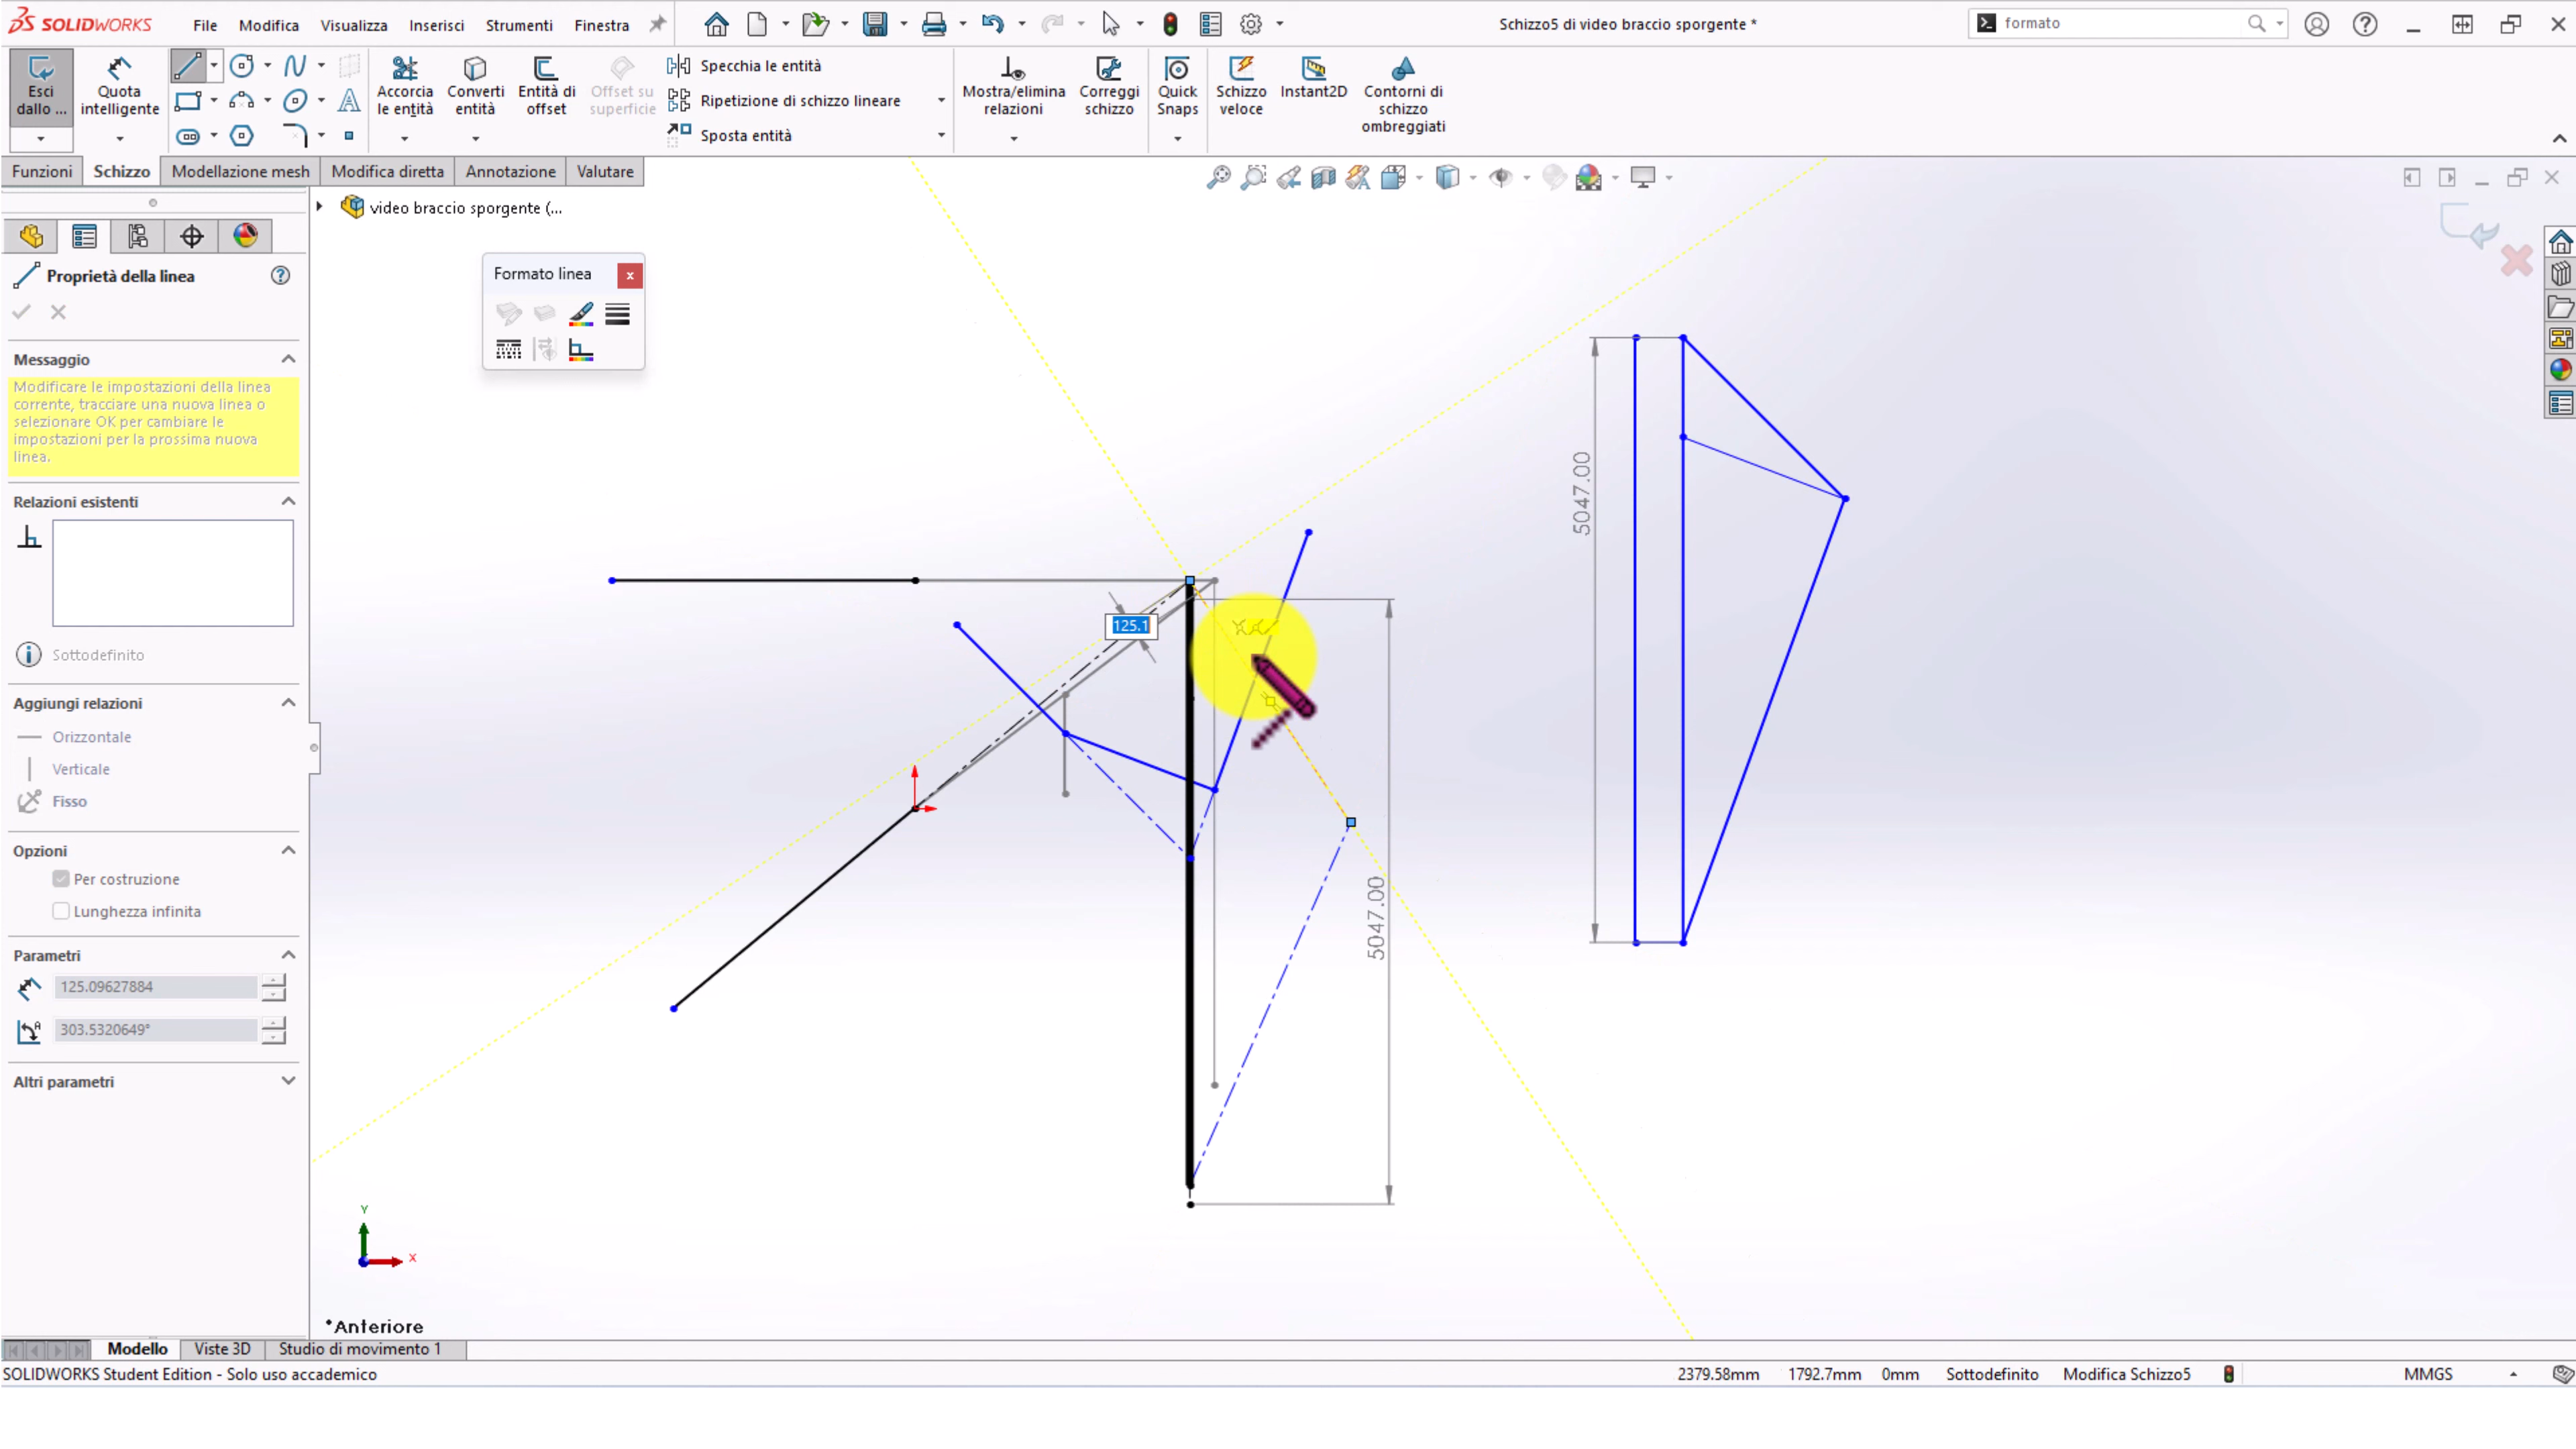 SOLIDWORKS
File
Modifica
Visualizza
Inserisci
Strumenti
Finestra
Schizzo5 di video braccio sporgente *
formato
Esci
dallo ...
Quota
intelligente
Accorcia
le entità
Converti
entità
Entità di
offset
Offset su
superficie
Specchia le entità
Ripetizione di schizzo lineare
Sposta entità
Mostra/elimina
relazioni
Correggi
schizzo
Quick
Snaps
Schizzo
veloce
Instant2D
Contorni di
schizzo
ombreggiati
Funzioni
Schizzo
Modellazione mesh
Modifica diretta
Annotazione
Valutare
video braccio sporgente (...
Proprietà della linea
Formato linea
x
Messaggio
Modificare le impostazioni della linea
corrente, tracciare una nuova linea o
selezionare OK per cambiare le
impostazioni per la prossima nuova
linea.
Relazioni esistenti
Sottodefinito
Aggiungi relazioni
Orizzontale
Verticale
Fisso
Opzioni
Per costruzione
Lunghezza infinita
Parametri
125.09627884
303.5320649°
Altri parametri
5047.00
125.1
5047.00
Y
X
*Anteriore
Modello
Viste 3D
Studio di movimento 1
SOLIDWORKS Student Edition - Solo uso accademico
2379.58mm
1792.7mm
0mm
Sottodefinito
Modifica Schizzo5
MMGS